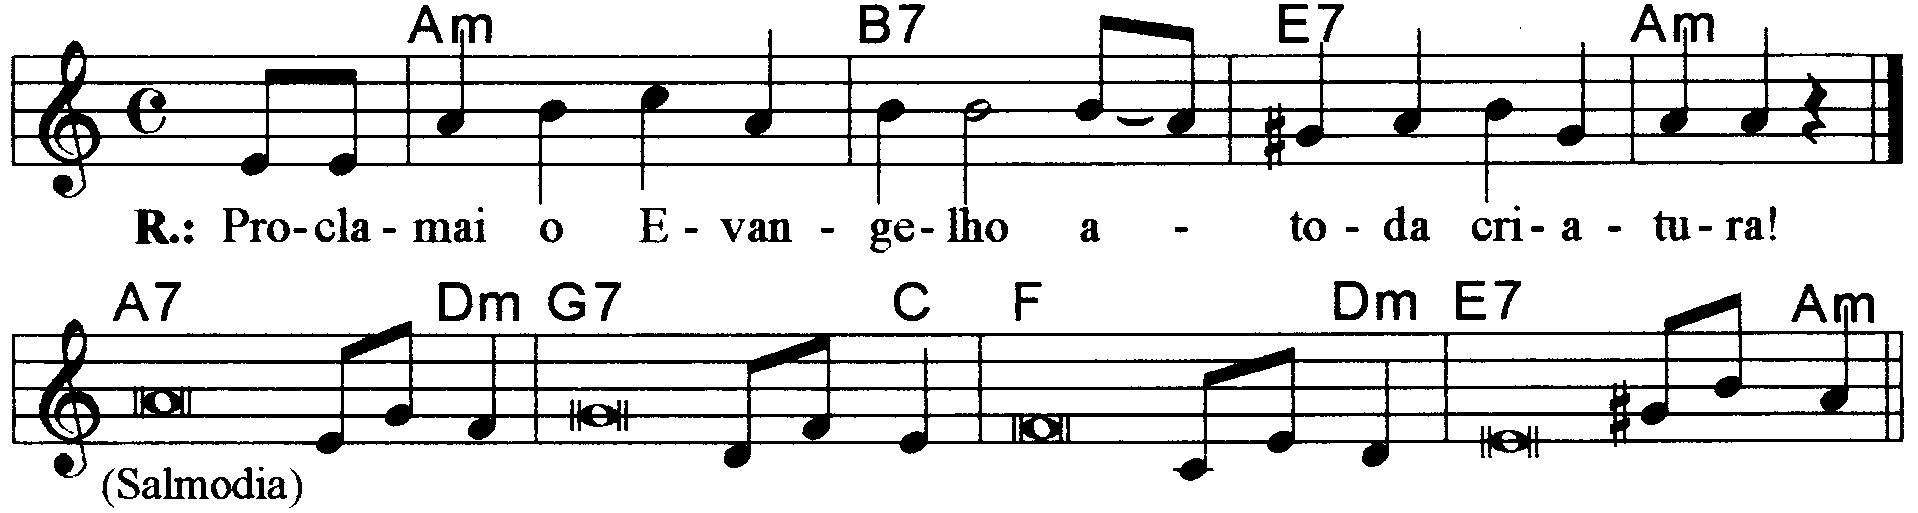 Am B7 E7 Am
R.: Pro-cla-mai o E-van-ge-lho a - to-da cri-a-tu-ra!
A7 Dm G7 C F Dm E7 Am
(Salmodia)